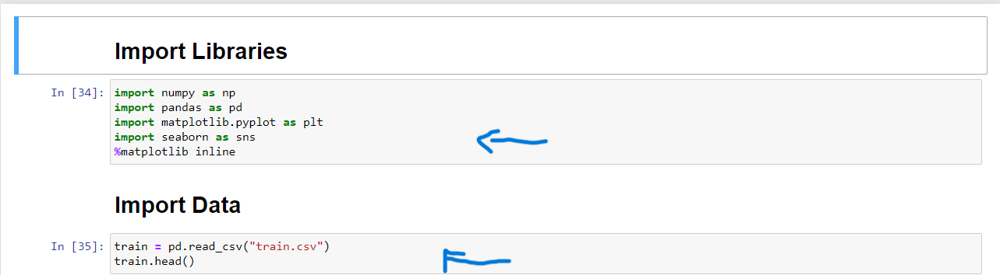 Import Libraries
In [34]:
import numpy as np
import pandas as pd
import matplotlib.pyplot as plt
import seaborn as sns
%matplotlib inline
Import Data
In [35]:
train = pd.read_csv("train.csv")
train.head()